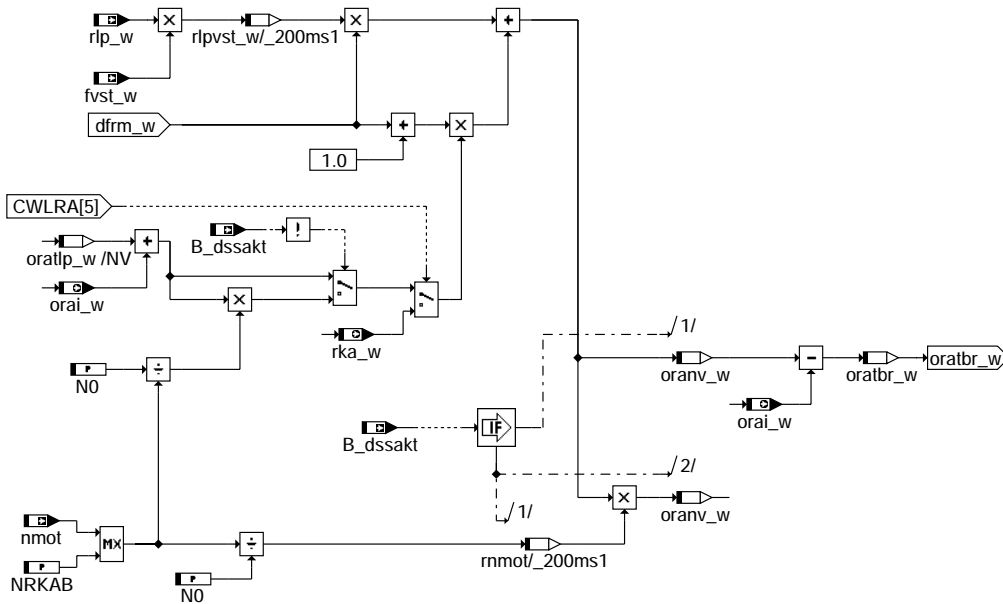 rlp_w
rlpvst_w/_200ms1
fvst_w
dfrm_w
1.0
CWLRA[5]
B_dssakt
!
oratlp_w /NV
orai_w
rka_w
/1/
P
N0
oranv_w
oratbr_w
oratbr_w
orai_w
B_dssakt
IF
/2/
/1/
oranv_w
nmot
MX
P
NRKAB
P
N0
rnmot/_200ms1